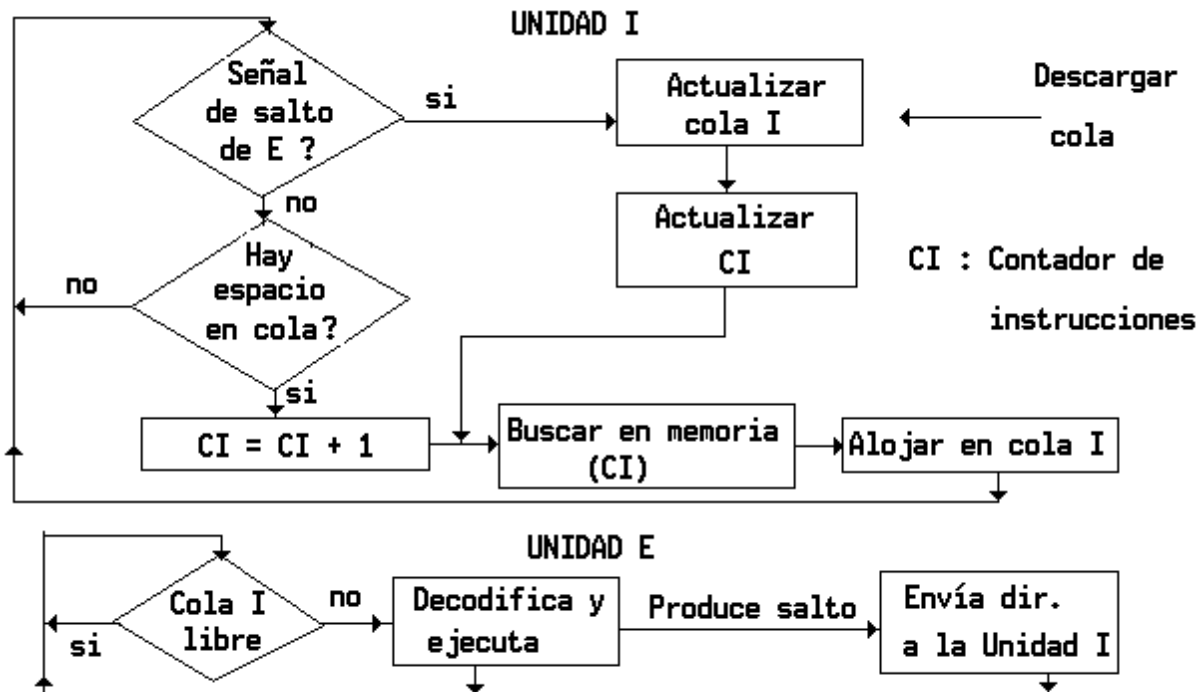 UNIDAD I
Señal
de salto
de E ?
si
Actualizar
cola I
Descargar
cola
no
Actualizar
CI
Hay
espacio
en cola?
no
CI : Contador de
instrucciones
si
CI = CI + 1
Buscar en memoria
(CI)
Alojar en cola I
UNIDAD E
Cola I
libre
si
no
Decodifica y
ejecuta
Produce salto
Envía dir.
a la Unidad I